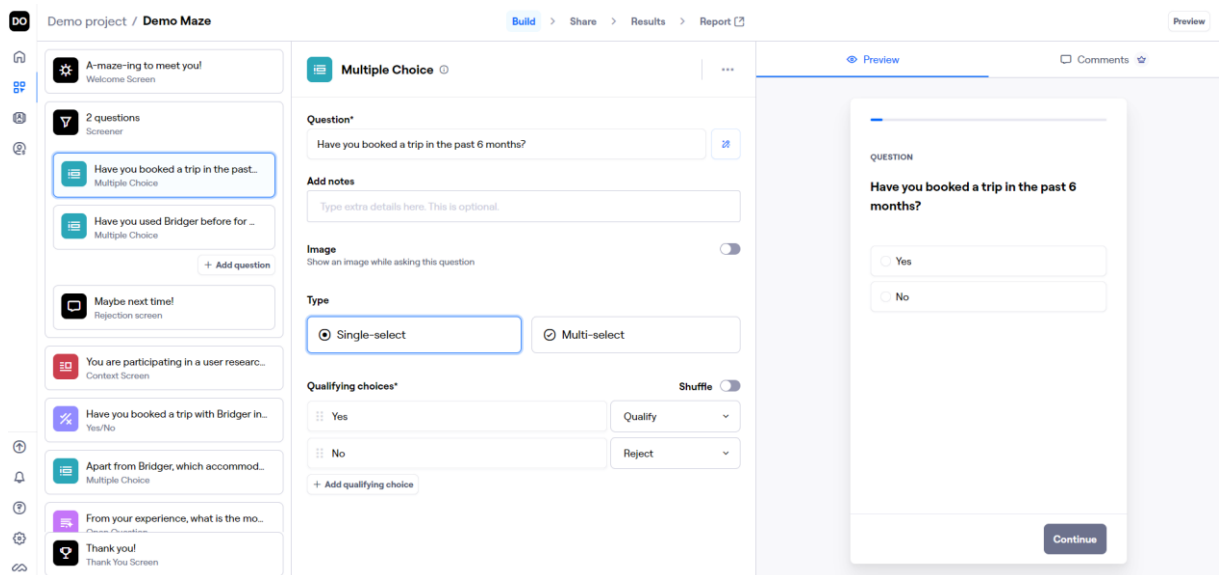 DO
Demo project / Demo Maze
Build > Share > Results > Report
Preview
A-maze-ing to meet you!
Welcome Screen
2 questions
Screener
Have you booked a trip in the past...
Multiple Choice
Have you used Bridger before for ...
Multiple Choice
+ Add question
Maybe next time!
Rejection screen
You are participating in a user researc...
Context Screen
Have you booked a trip with Bridger in...
Yes/No
Apart from Bridger, which accommod...
Multiple Choice
From your experience, what is the mo...
Open Question
Thank you!
Thank You Screen
Multiple Choice
Question*
Have you booked a trip in the past 6 months?
Add notes
Type extra details here. This is optional.
Image
Show an image while asking this question
Type
Single-select
Multi-select
Qualifying choices*
Shuffle
Yes
Qualify
No
Reject
+ Add qualifying choice
Preview
Comments
QUESTION
Have you booked a trip in the past 6
months?
Yes
No
Continue